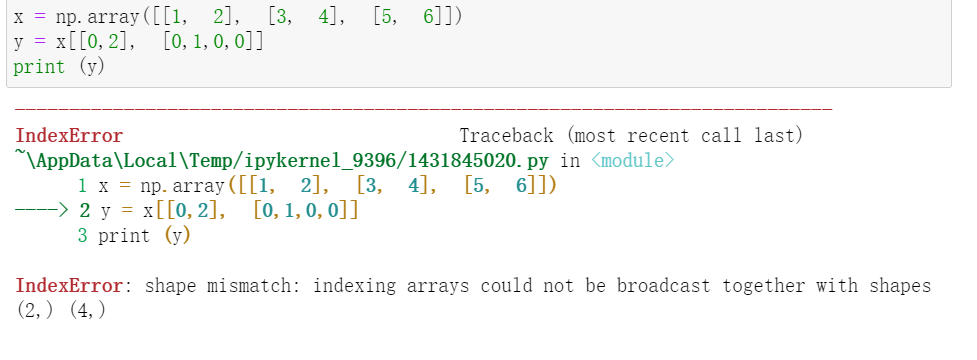 x = np.array([[1,  2],  [3,  4],  [5,  6]])
y = x[[0,2],  [0,1,0,0]]
print (y)
---------------------------------------------------------------------------
IndexError                                Traceback (most recent call last)
~\AppData\Local\Temp/ipykernel_9396/1431845020.py in <module>
      1 x = np.array([[1,  2],  [3,  4],  [5,  6]])
----> 2 y = x[[0,2],  [0,1,0,0]]
      3 print (y)
IndexError: shape mismatch: indexing arrays could not be broadcast together with shapes
(2,) (4,)